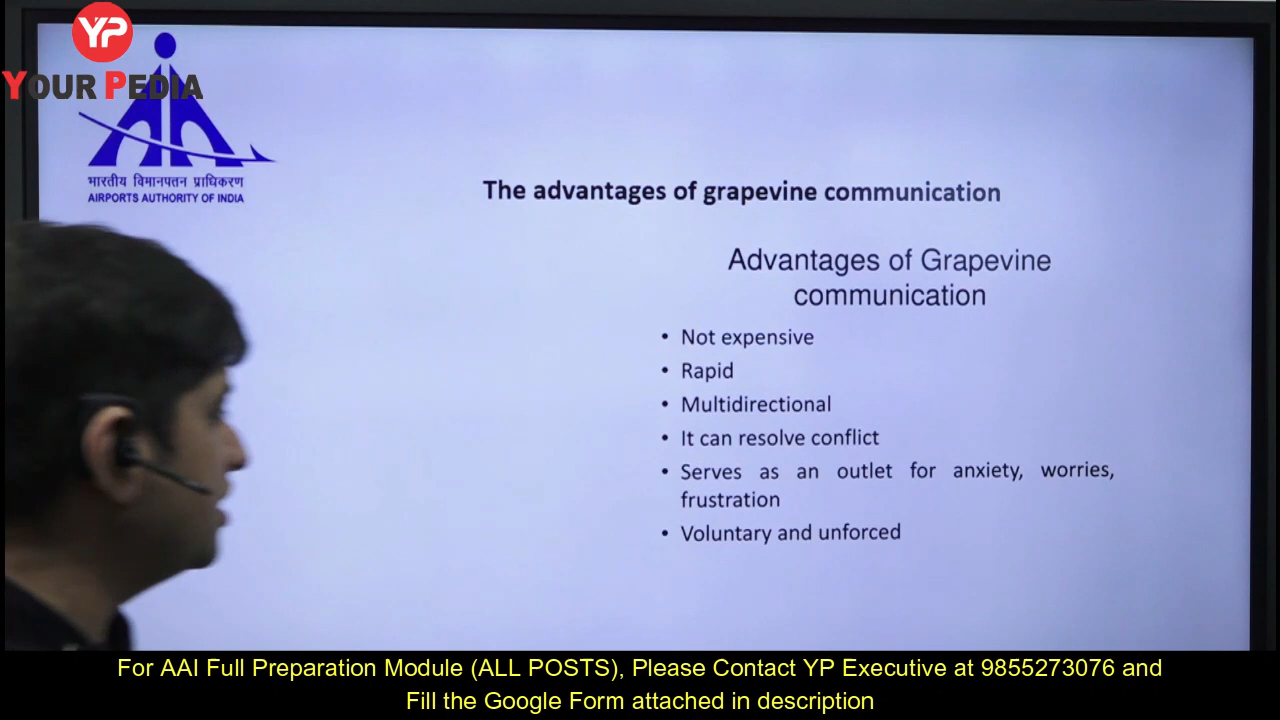 YP
YOUR PEDIA
भारतीय विमानपत्तन प्राधिकरण
AIRPORTS AUTHORITY OF INDIA
The advantages of grapevine communication
Advantages of Grapevine
communication
• Not expensive
• Rapid
• Multidirectional
• It can resolve conflict
• Serves as an outlet for anxiety, worries,
frustration
• Voluntary and unforced
For AAI Full Preparation Module (ALL POSTS), Please Contact YP Executive at 9855273076 and
Fill the Google Form attached in description